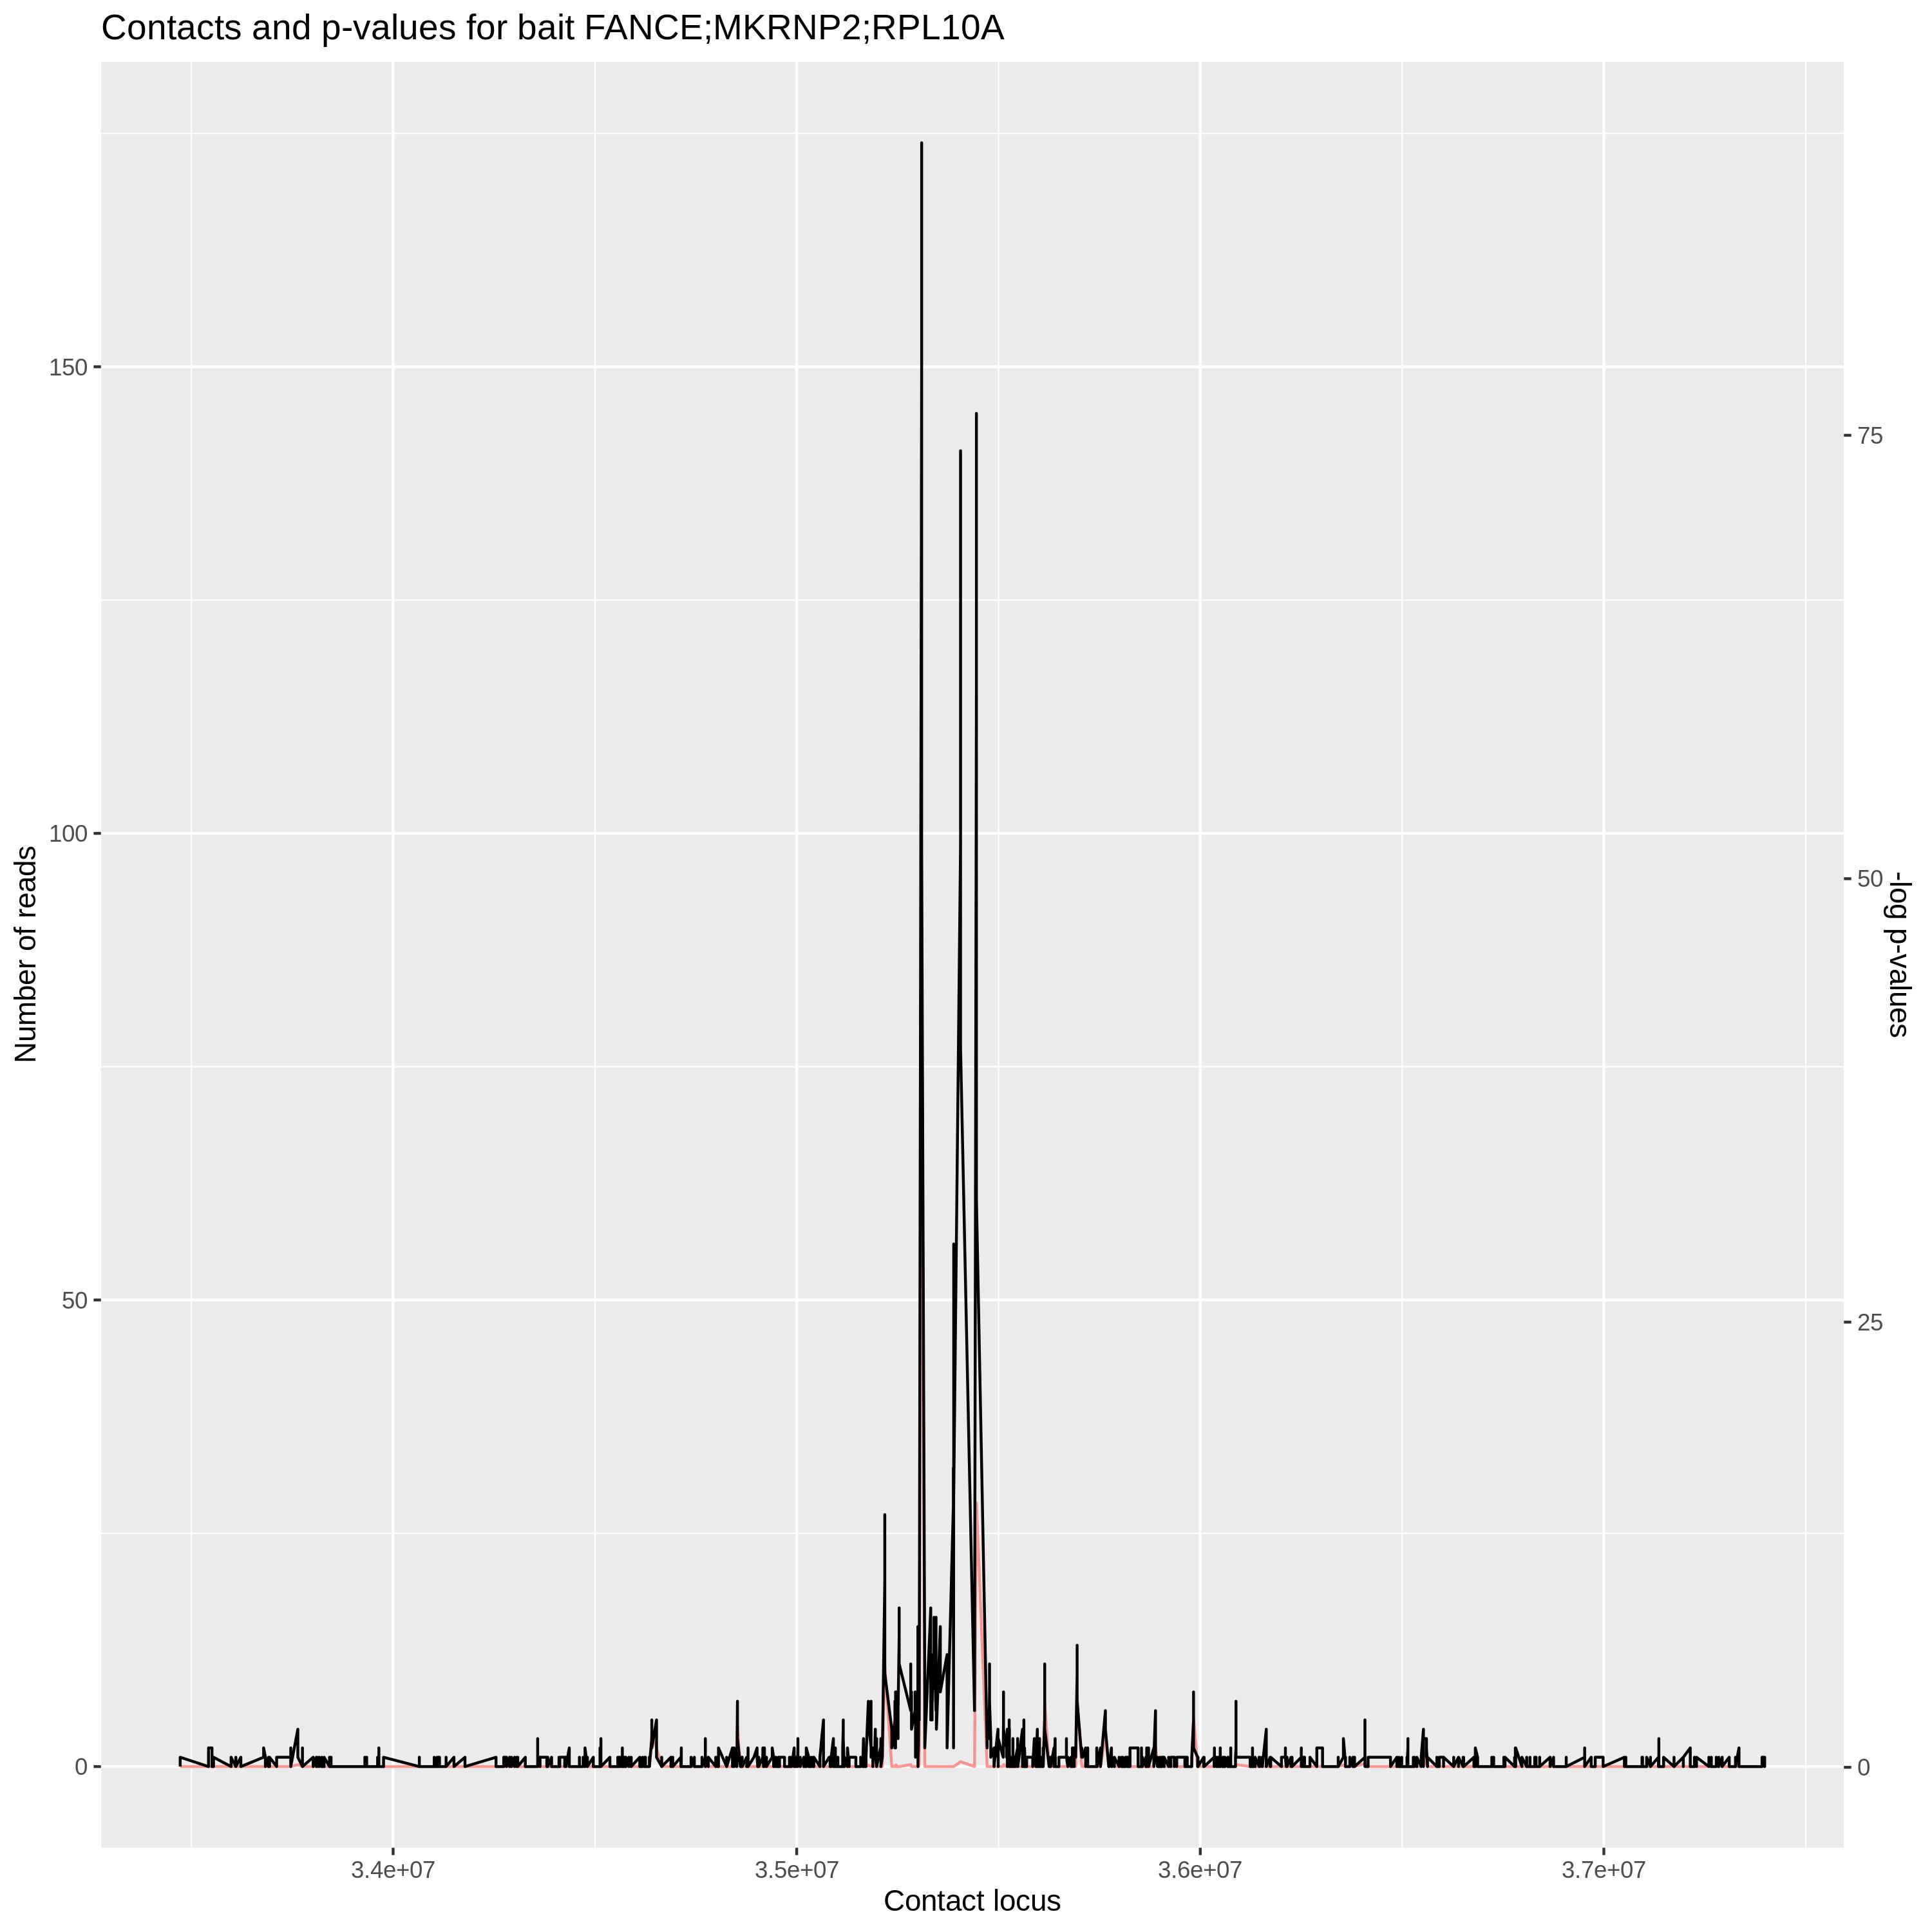 Contacts and p-values for bait FANCE;MKRNP2;RPL10A
150
100
50
0
Number of reads
75
50
25
0
-log p-values
3.4e+07
3.5e+07
3.6e+07
3.7e+07
Contact locus